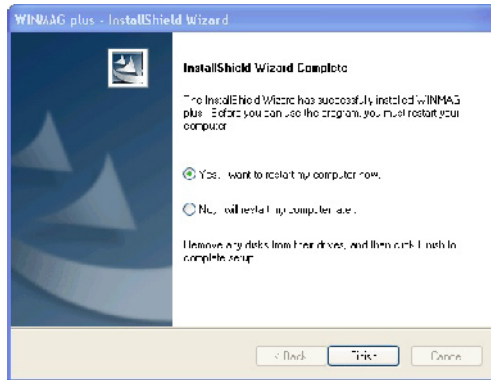 WINMAG plus - InstallShield Wizard
InstallShield Wizard Complete
The InstallShield Wizard has successfully installed WINMAG
plus. Before you can use the program, you must restart your
computer.
Yes, I want to restart my computer now.
No, I will restart my computer later.
Remove any disks from their drives, and then click Finish to
complete setup.
< Back
Finish
Cancel